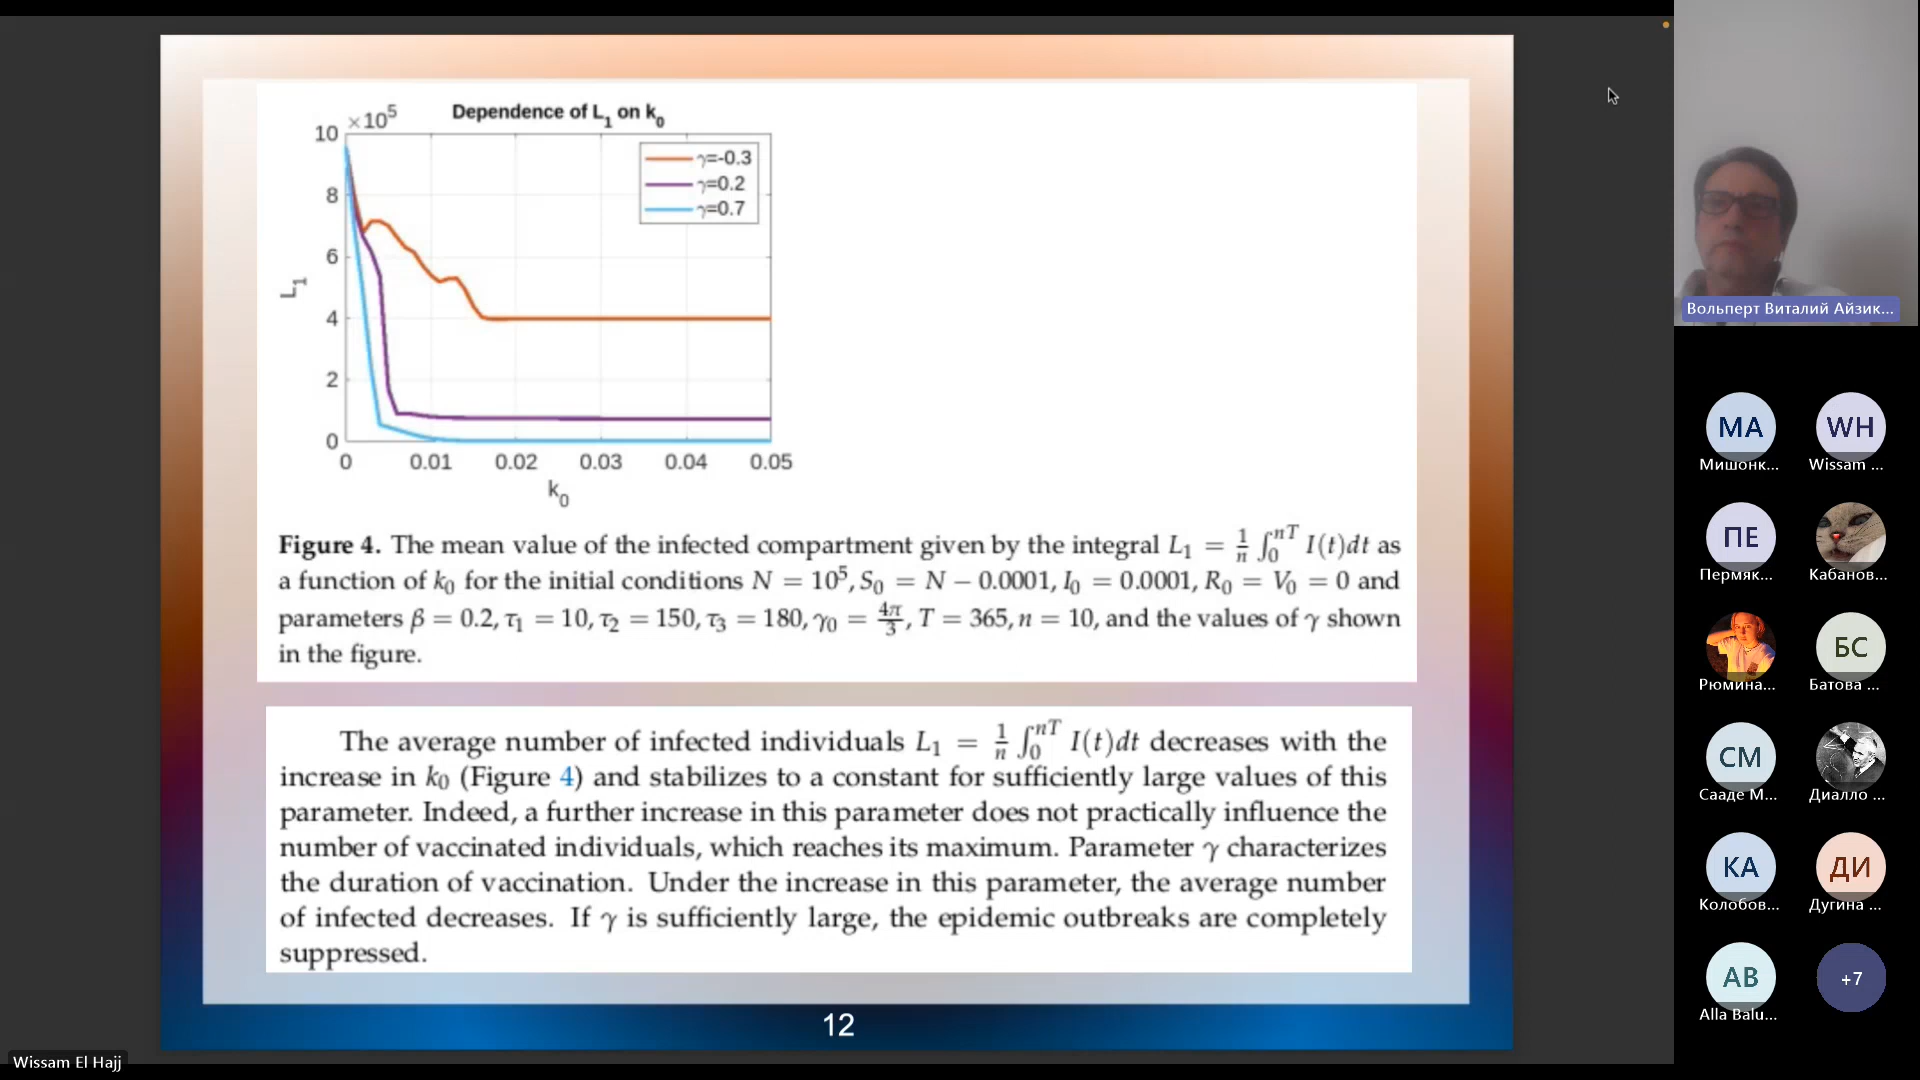 Dependence of L₁ on k₀
×10⁵
10
8
6
4
2
0
L₁
γ=-0.3
γ=0.2
γ=0.7
0 0.01 0.02 0.03 0.04 0.05
k₀
Figure 4. The mean value of the infected compartment given by the integral L₁ = 1/n ∫₀ⁿᵀ I(t)dt as
a function of k₀ for the initial conditions N = 10⁵, S₀ = N − 0.0001, I₀ = 0.0001, R₀ = V₀ = 0 and
parameters β = 0.2, τ₁ = 10, τ₂ = 150, τ₃ = 180, γ₀ = 4π/3, T = 365, n = 10, and the values of γ shown
in the figure.
The average number of infected individuals L₁ = 1/n ∫₀ⁿᵀ I(t)dt decreases with the
increase in k₀ (Figure 4) and stabilizes to a constant for sufficiently large values of this
parameter. Indeed, a further increase in this parameter does not practically influence the
number of vaccinated individuals, which reaches its maximum. Parameter γ characterizes
the duration of vaccination. Under the increase in this parameter, the average number
of infected decreases. If γ is sufficiently large, the epidemic outbreaks are completely
suppressed.
12
Wissam El Hajj
Вольперт Виталий Айзик...
МА
Мишонк...
WH
Wissam ...
ПЕ
Пермяк...
Кабанов...
Рюмина...
БС
Батова ...
СМ
Сааде М...
Диалло ...
КА
Колобов...
ДИ
Дугина ...
AB
Alla Balu...
+7